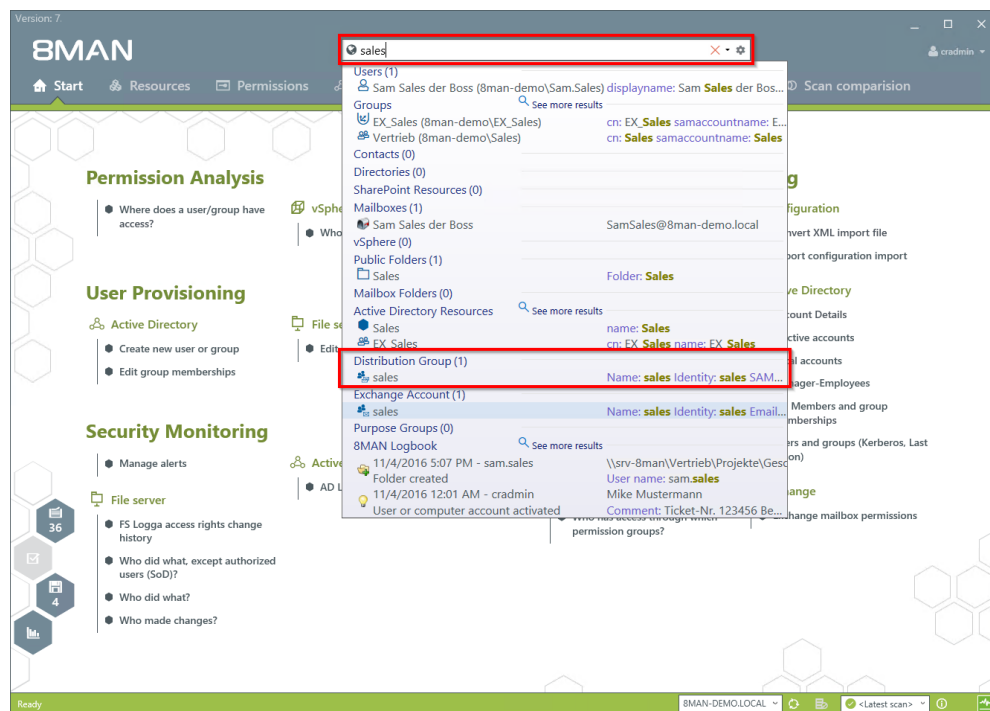 Version: 7
8MAN
sales
cradmin
Start
Resources
Permissions
Scan comparision
Users (1)
Sam Sales der Boss (8man-demo\Sam.Sales) displayname: Sam Sales der Bos...
Groups
See more results
EX_Sales (8man-demo\EX_Sales) cn: EX_Sales samaccountname: E...
Vertrieb (8man-demo\Sales) cn: Sales samaccountname: Sales
Contacts (0)
Directories (0)
SharePoint Resources (0)
Mailboxes (1)
Sam Sales der Boss SamSales@8man-demo.local
vSphere (0)
Public Folders (1)
Sales Folder: Sales
Mailbox Folders (0)
Active Directory Resources
See more results
Sales name: Sales
EX_Sales cn: EX_Sales name: EX_Sales
Distribution Group (1)
sales Name: sales Identity: sales SAM...
Exchange Account (1)
sales Name: sales Identity: sales Email...
Purpose Groups (0)
8MAN Logbook
See more results
11/4/2016 5:07 PM - sam.sales \\srv-8man\Vertrieb\Projekte\Gesc
Folder created User name: sam.sales
11/4/2016 12:01 AM - cradmin Mike Mustermann
User or computer account activated Comment: Ticket-Nr. 123456 Be...
Permission Analysis
Where does a user/group have
access?
vSphe
Who
User Provisioning
Active Directory
Create new user or group
Edit group memberships
File se
Edit
Security Monitoring
Manage alerts
File server
FS Logga access rights change
history
Who did what, except authorized
users (SoD)?
Who did what?
Who made changes?
Active
AD L
permission groups?
g
figuration
nvert XML import file
port configuration import
ve Directory
count Details
ctive accounts
al accounts
nager-Employees
Members and group
mberships
ers and groups (Kerberos, Last
on)
ange
Exchange mailbox permissions
36
4
Ready
8MAN-DEMO.LOCAL
<Latest scan>